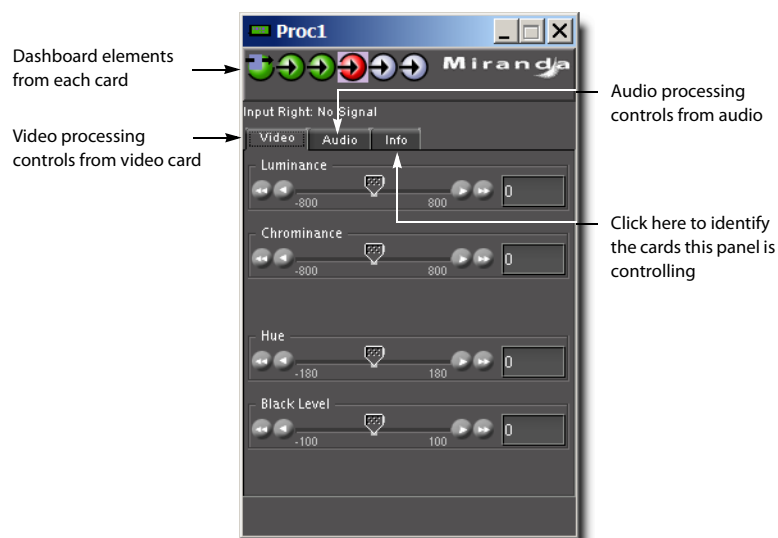 Proc1
Dashboard elements
from each card
Miranda
Audio processing
controls from audio
Input Right: No Signal
Video processing
controls from video card
Video
Audio
Info
Luminance
-800
800
0
Click here to identify
the cards this panel is
controlling
Chrominance
-800
800
0
Hue
-180
180
0
Black Level
-100
100
0